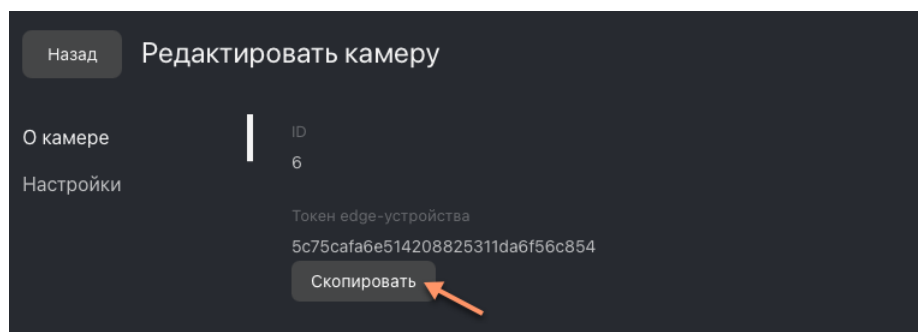 Назад
Редактировать камеру
О камере
Настройки
ID
6
Токен edge-устройства
5c75cafa6e514208825311da6f56c854
Скопировать